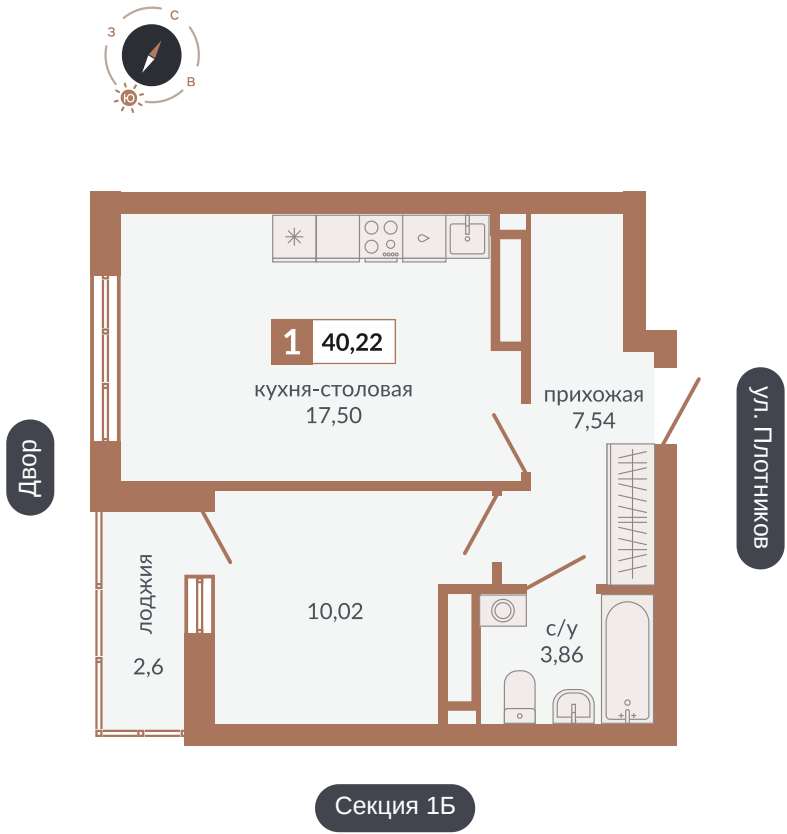 С
З
В
Ю
1 40,22
кухня-столовая
17,50
прихожая
7,54
Двор
ул. Плотников
лоджия
2,6
10,02
с/у
3,86
Секция 1Б